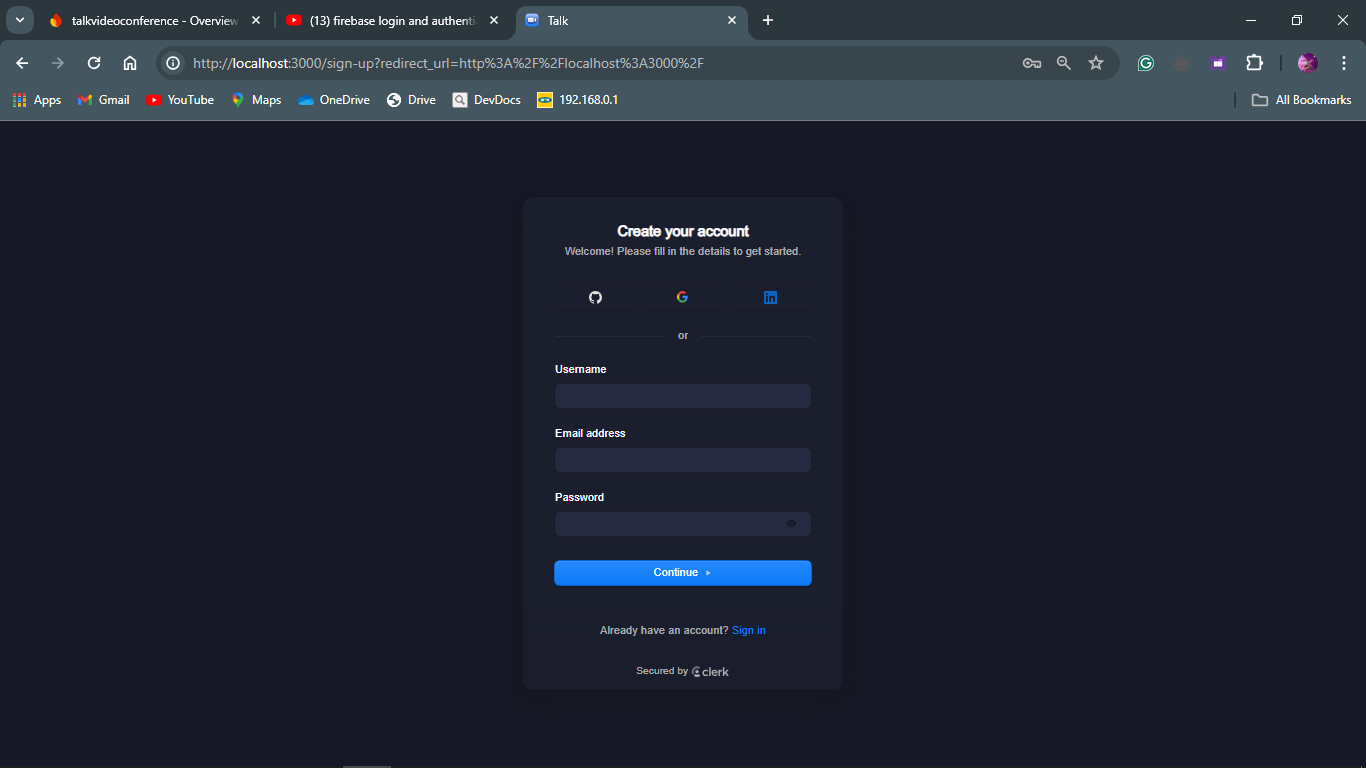 talkvideoconference - Overview
(13) firebase login and authenti
Talk
http://localhost:3000/sign-up?redirect_url=http%3A%2F%2Flocalhost%3A3000%2F
Apps Gmail YouTube Maps OneDrive Drive DevDocs 192.168.0.1 All Bookmarks
Create your account
Welcome! Please fill in the details to get started.
or
Username
Email address
Password
Continue
Already have an account? Sign in
Secured by clerk